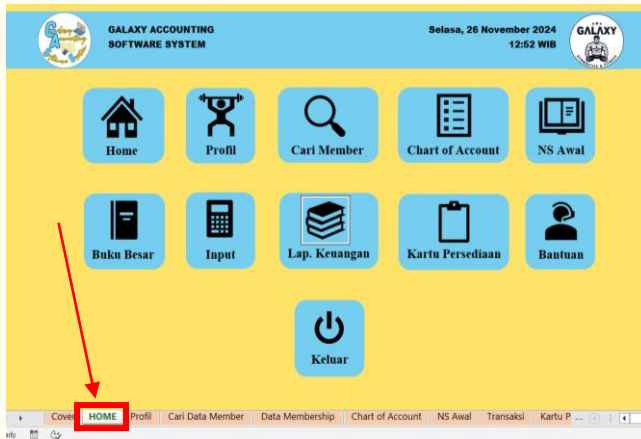 GALAXY ACCOUNTING
SOFTWARE SYSTEM
Selasa, 26 November 2024
12:52 WIB
GALAXY
Home
Profil
Cari Member
Chart of Account
NS Awal
Buku Besar
Input
Lap. Keuangan
Kartu Persediaan
Bantuan
Keluar
Cover HOME Profil Cari Data Member Data Membership Chart of Account NS Awal Transaksi Kartu P ...
ady